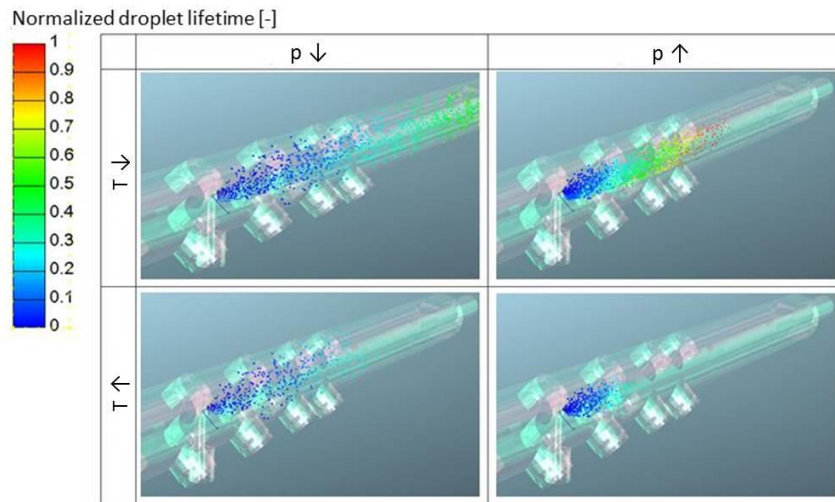 Normalized droplet lifetime [-]
p ↓
p ↑
1
0.9
0.8
0.7
0.6
0.5
0.4
0.3
0.2
0.1
0
T ↓
T ↑